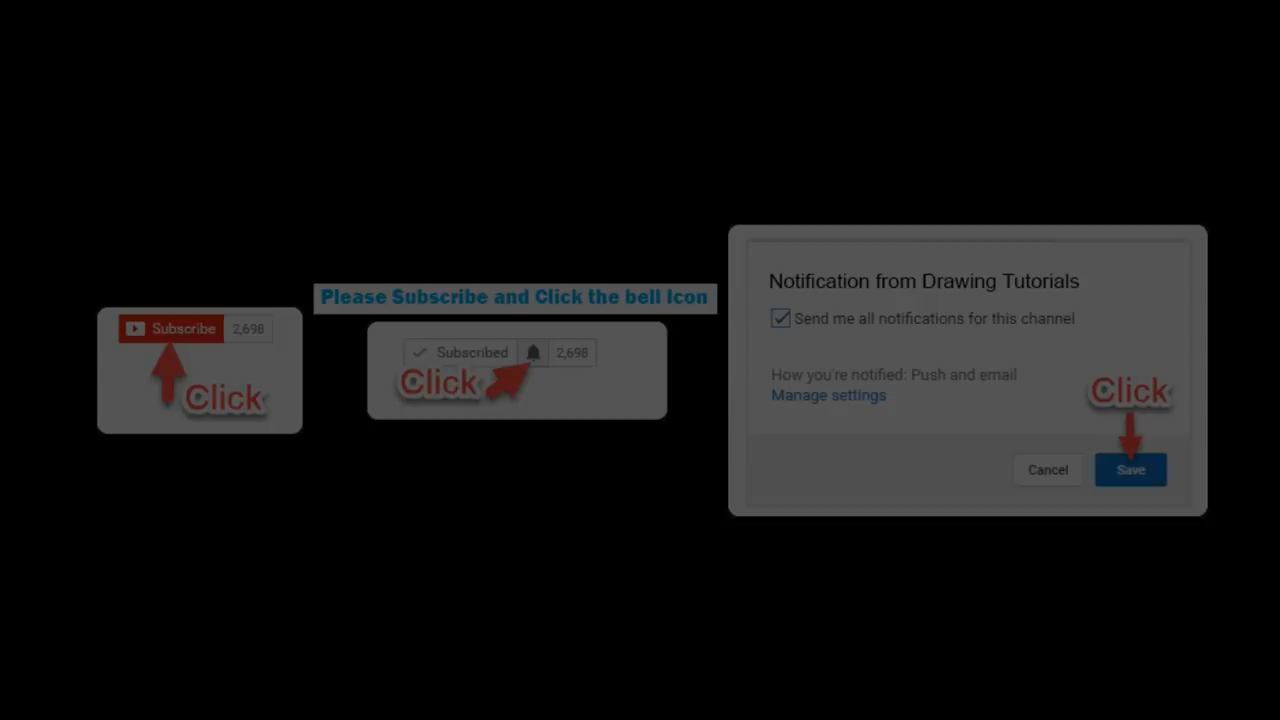 Subscribe 2,698
Click
Please Subscribe and Click the bell Icon
Subscribed 2,698
Click
Notification from Drawing Tutorials
Send me all notifications for this channel
How you're notified: Push and email
Manage settings
Click
Cancel Save